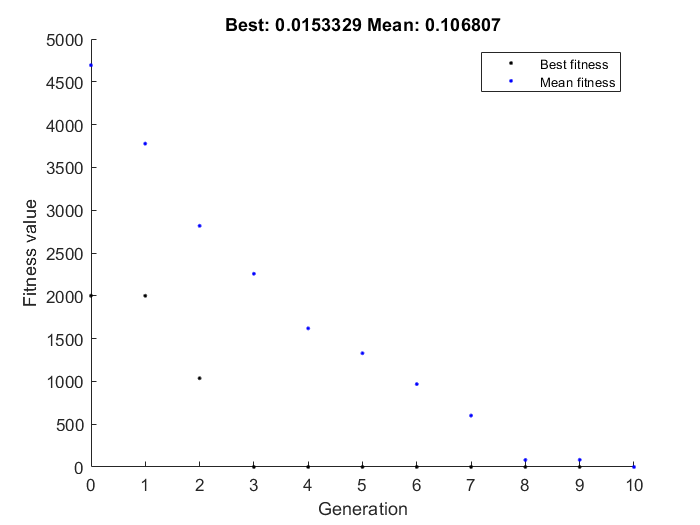 Best: 0.0153329 Mean: 0.106807
Best fitness
Mean fitness
5000
4500
4000
3500
3000
2500
2000
1500
1000
500
0
Fitness value
0 1 2 3 4 5 6 7 8 9 10
Generation